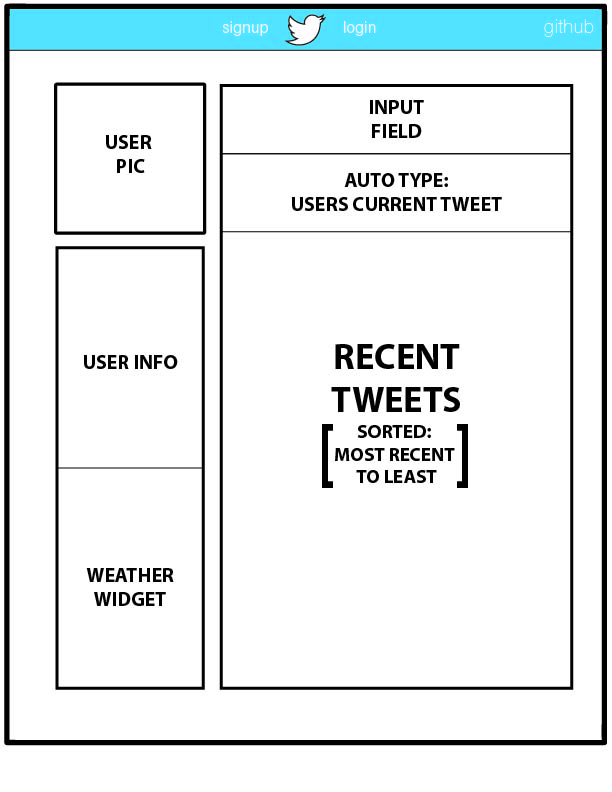 signup login github
USER
PIC
INPUT
FIELD
AUTO TYPE:
USERS CURRENT TWEET
USER INFO
RECENT
TWEETS
SORTED:
MOST RECENT
TO LEAST
WEATHER
WIDGET